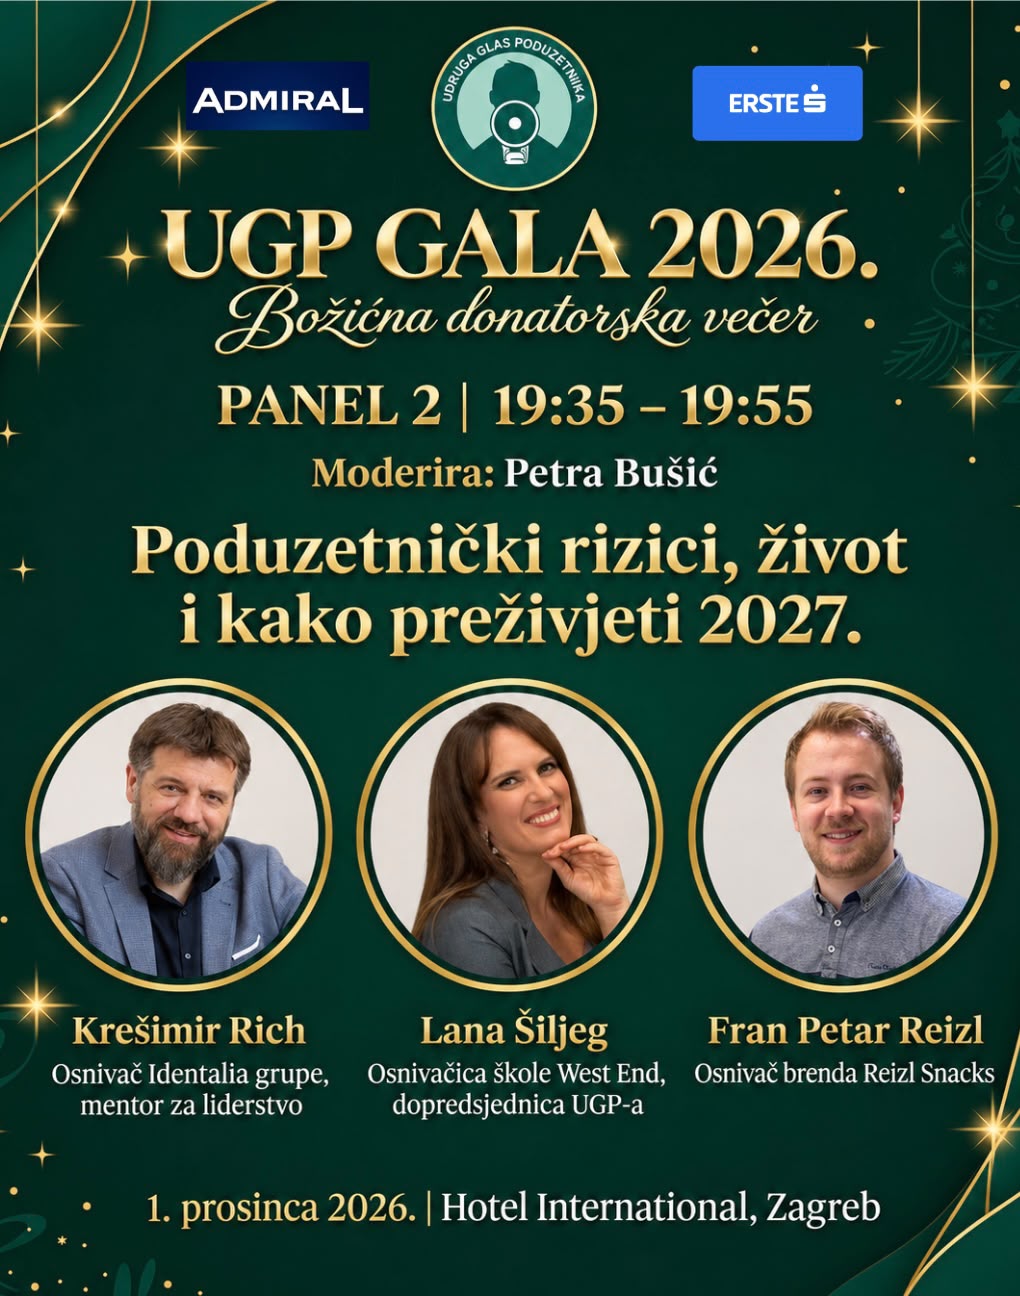 ADMIRAL
UDRUGA GLAS PODUZETNIKA
ERSTE
UGP GALA 2026.
Božićna donatorska večer
PANEL 2 | 19:35 – 19:55
Moderira: Petra Bušić
Poduzetnički rizici, život
i kako preživjeti 2027.
Krešimir Rich
Osnivač Identalia grupe,
mentor za liderstvo
Lana Šiljeg
Osnivačica škole West End,
dopredsjednica UGP-a
Fran Petar Reizl
Osnivač brenda Reizl Snacks
1. prosinca 2026. | Hotel International, Zagreb